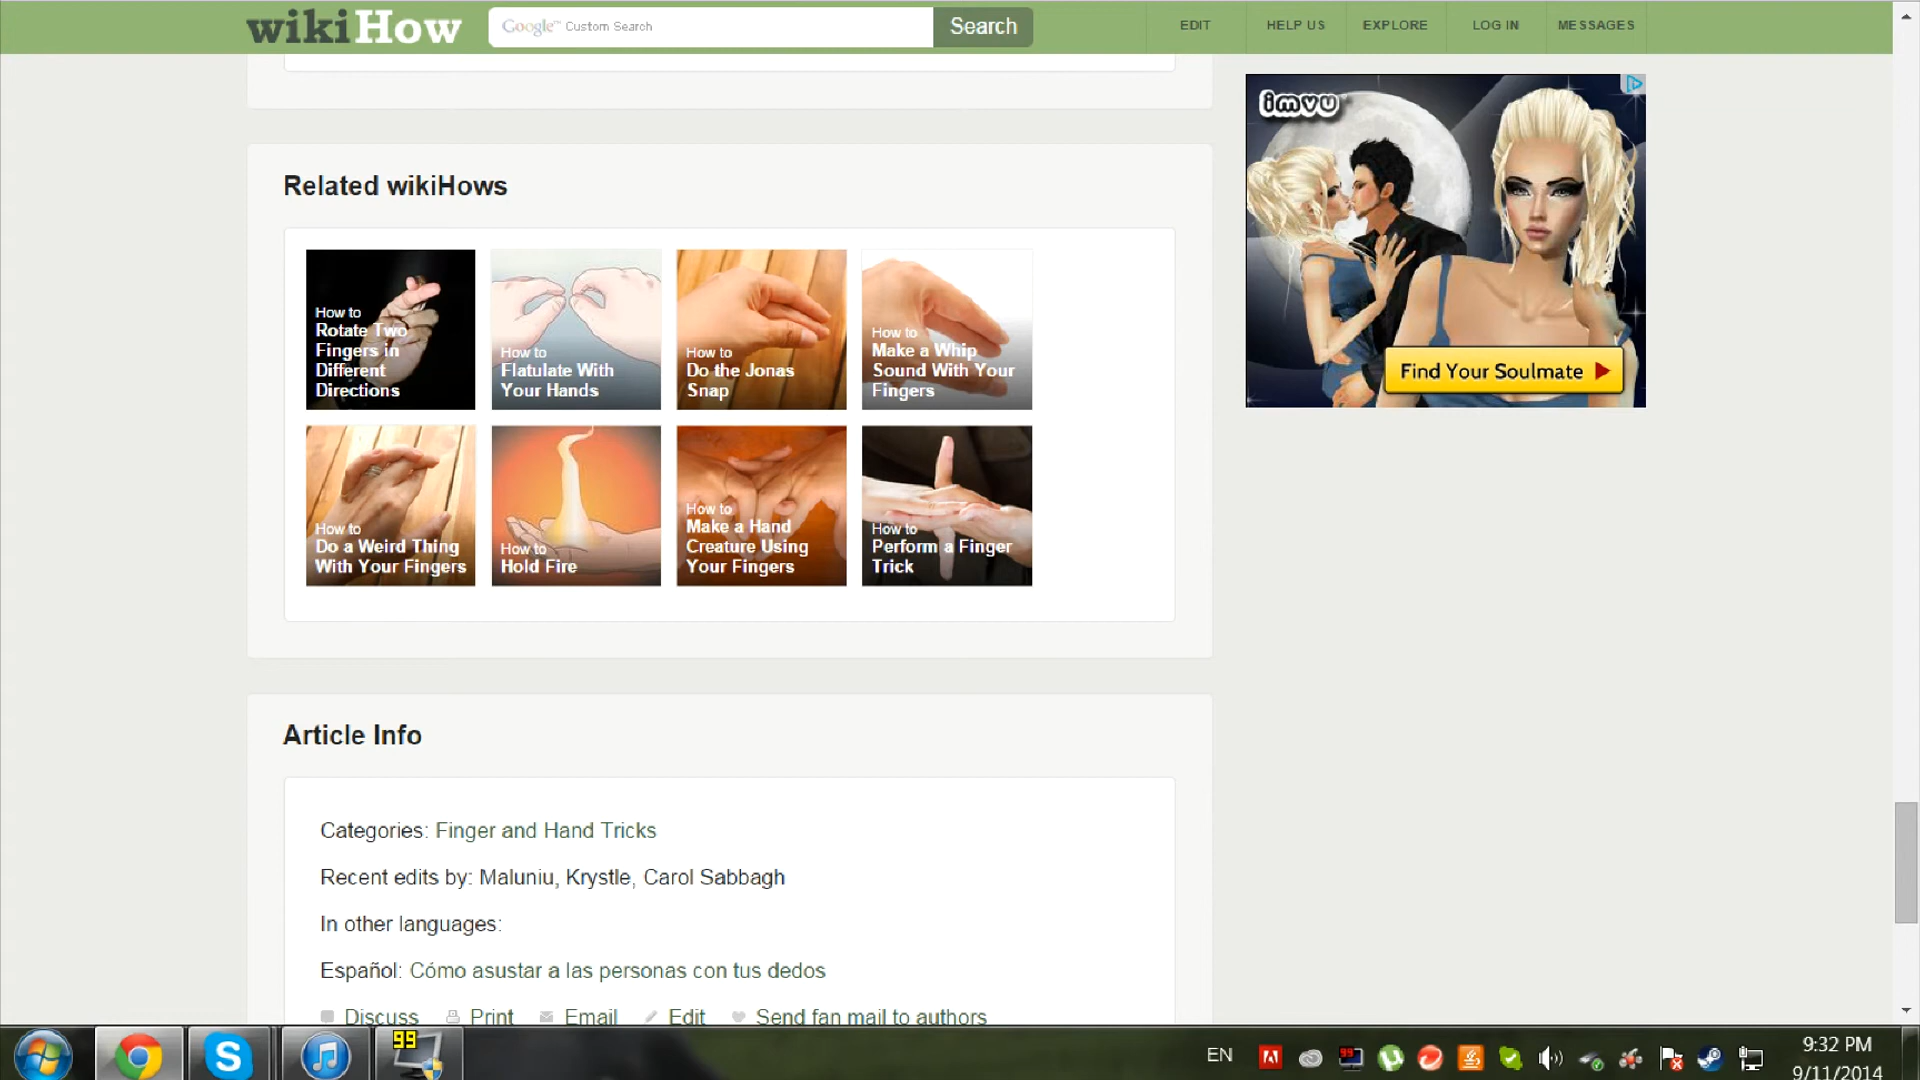 wikiHow
Google™ Custom Search
Search
EDIT
HELP US
EXPLORE
LOG IN
MESSAGES
imvu
Find Your Soulmate
Related wikiHows
How to
Rotate Two
Fingers in
Different
Directions
How to
Flatulate With
Your Hands
How to
Do the Jonas
Snap
How to
Make a Whip
Sound With Your
Fingers
How to
Do a Weird Thing
With Your Fingers
How to
Hold Fire
How to
Make a Hand
Creature Using
Your Fingers
How to
Perform a Finger
Trick
Article Info
Categories: Finger and Hand Tricks
Recent edits by: Maluniu, Krystle, Carol Sabbagh
In other languages:
Español: Cómo asustar a las personas con tus dedos
Discuss
Print
Email
Edit
Send fan mail to authors
99
EN
99
9:32 PM
9/11/2014